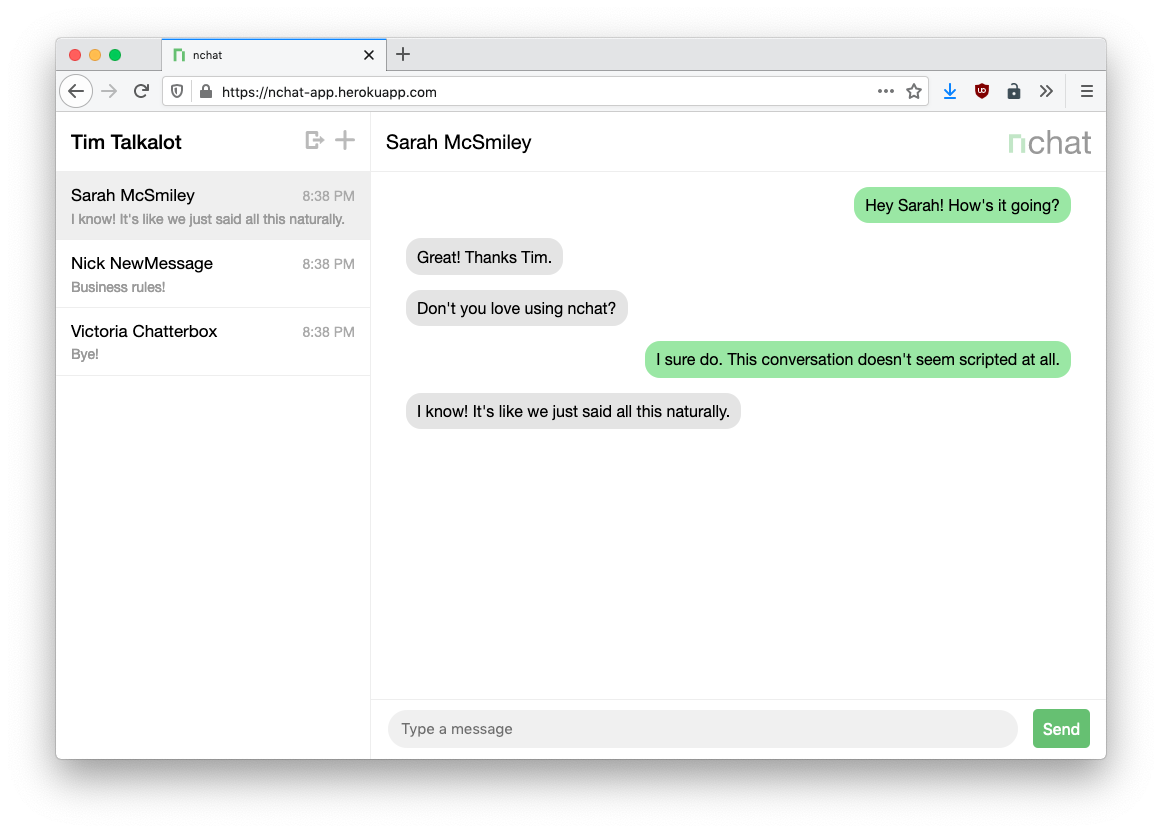 nchat
https://nchat-app.herokuapp.com
Tim Talkalot
Sarah McSmiley 8:38 PM
I know! It's like we just said all this naturally.
Nick NewMessage 8:38 PM
Business rules!
Victoria Chatterbox 8:38 PM
Bye!
Sarah McSmiley
nchat
Hey Sarah! How's it going?
Great! Thanks Tim.
Don't you love using nchat?
I sure do. This conversation doesn't seem scripted at all.
I know! It's like we just said all this naturally.
Type a message
Send